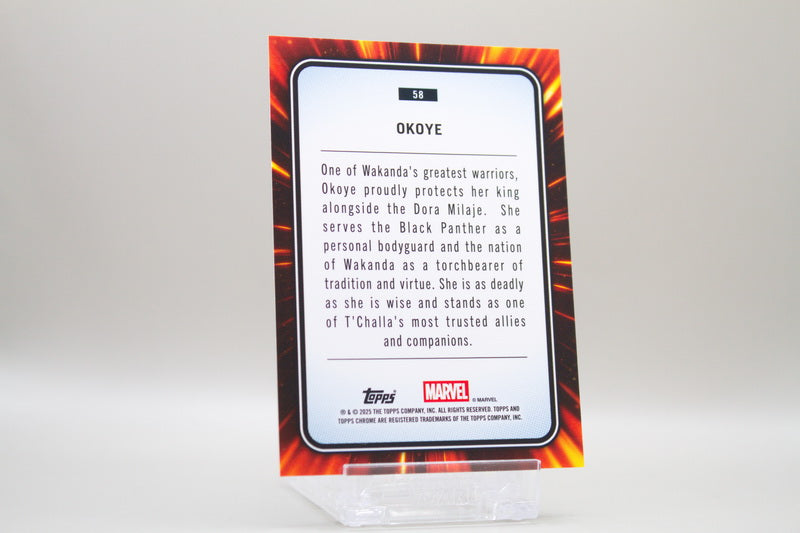 58
OKOYE
One of Wakanda's greatest warriors,
Okoye proudly protects her king
alongside the Dora Milaje. She
serves the Black Panther as a
personal bodyguard and the nation
of Wakanda as a torchbearer of
tradition and virtue. She is as deadly
as she is wise and stands as one
of T'Challa's most trusted allies
and companions.
Topps® MARVEL © MARVEL
® & © 2025 THE TOPPS COMPANY, INC. ALL RIGHTS RESERVED. TOPPS AND
TOPPS CHROME ARE REGISTERED TRADEMARKS OF THE TOPPS COMPANY, INC.